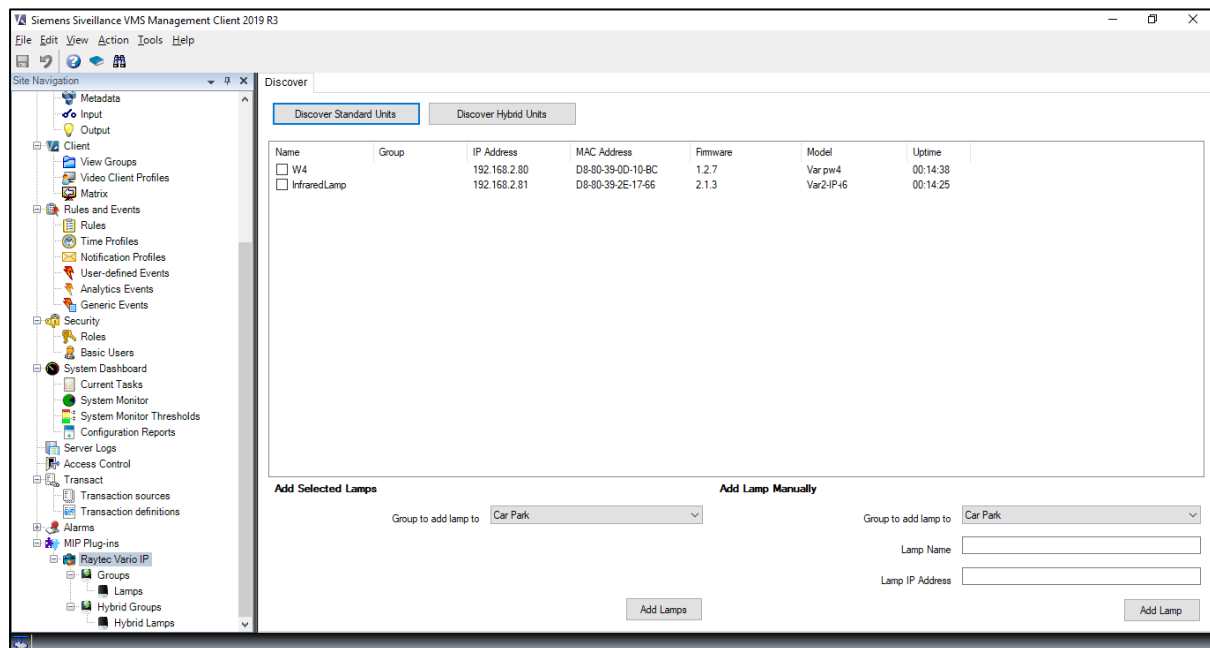 Siemens Siveillance VMS Management Client 2019 R3
File Edit View Action Tools Help
Site Navigation
Metadata
Input
Output
Client
View Groups
Video Client Profiles
Matrix
Rules and Events
Rules
Time Profiles
Notification Profiles
User-defined Events
Analytics Events
Generic Events
Security
Roles
Basic Users
System Dashboard
Current Tasks
System Monitor
System Monitor Thresholds
Configuration Reports
Server Logs
Access Control
Transact
Transaction sources
Transaction definitions
Alarms
MIP Plug-ins
Raytec Vario IP
Groups
Lamps
Hybrid Groups
Hybrid Lamps
Discover
Discover Standard Units Discover Hybrid Units
Name Group IP Address MAC Address Firmware Model Uptime
W4 192.168.2.80 D8-80-39-0D-10-BC 1.2.7 Var pw4 00:14:38
InfraredLamp 192.168.2.81 D8-80-39-2E-17-66 2.1.3 Var2-IP-i6 00:14:25
Add Selected Lamps
Group to add lamp to Car Park
Add Lamps
Add Lamp Manually
Group to add lamp to Car Park
Lamp Name
Lamp IP Address
Add Lamp